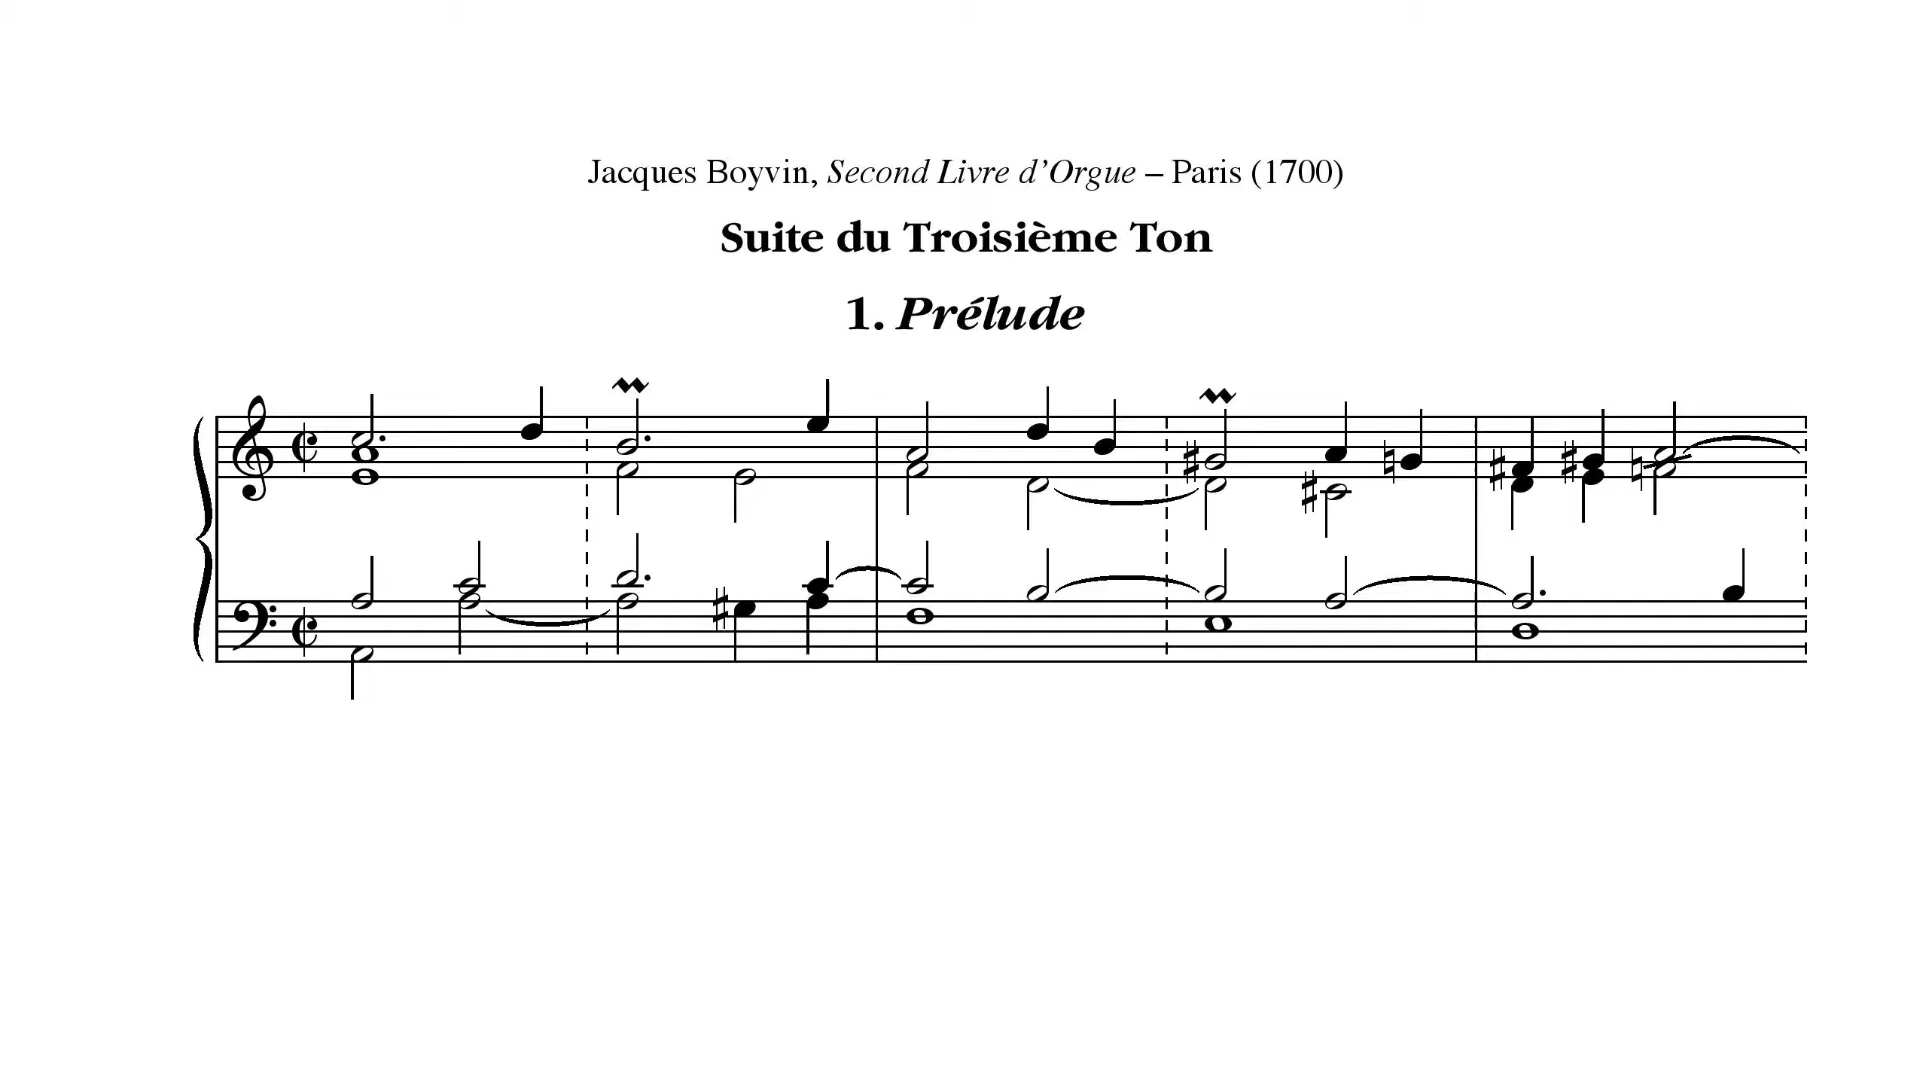 Jacques Boyvin, Second Livre d’Orgue – Paris (1700)
Suite du Troisième Ton
1. Prélude